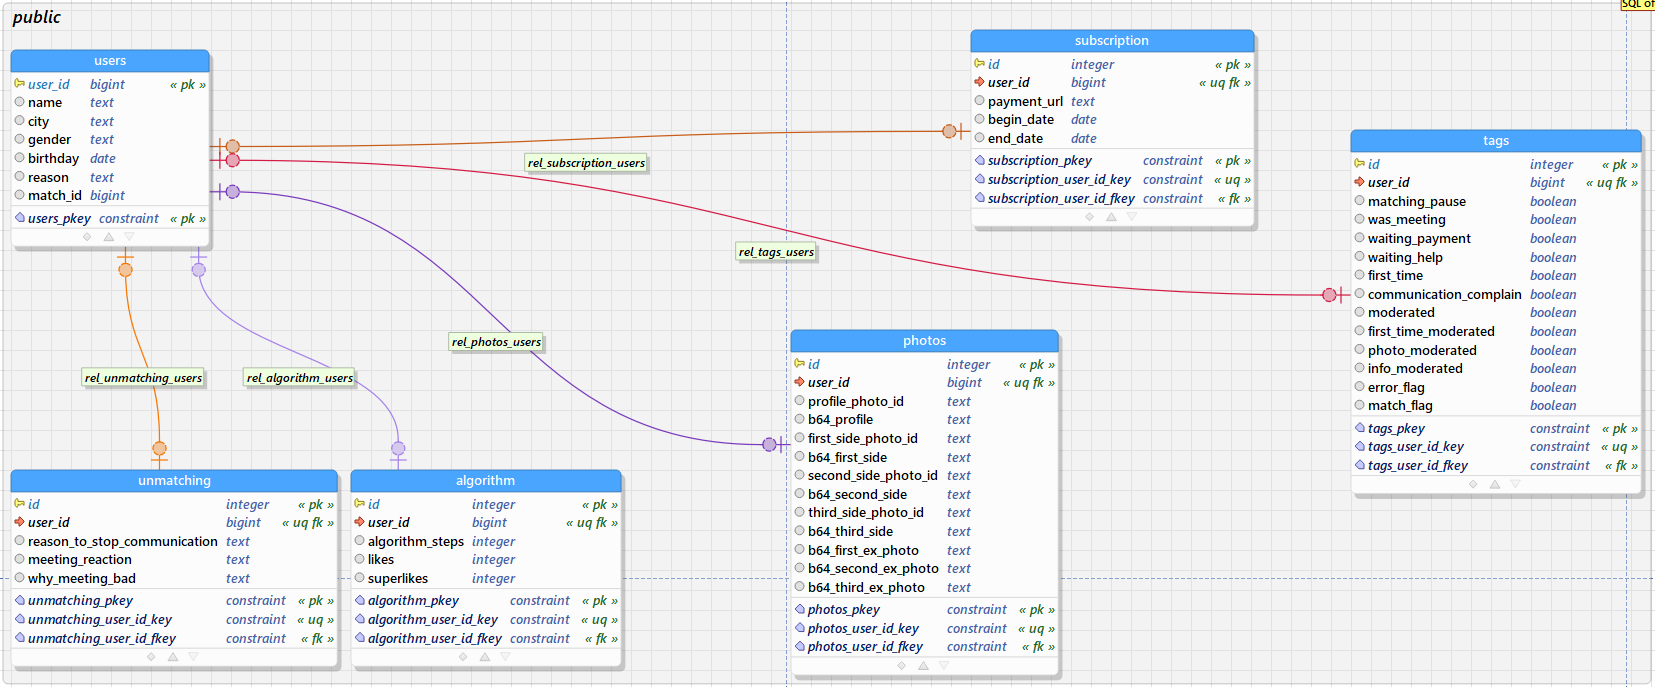 public
SQL of
users
user_id bigint « pk »
name text
city text
gender text
birthday date
reason text
match_id bigint
users_pkey constraint « pk »
subscription
id integer « pk »
user_id bigint « uq fk »
payment_url text
begin_date date
end_date date
subscription_pkey constraint « pk »
subscription_user_id_key constraint « uq »
subscription_user_id_fkey constraint « fk »
tags
id integer « pk »
user_id bigint « uq fk »
matching_pause boolean
was_meeting boolean
waiting_payment boolean
waiting_help boolean
first_time boolean
communication_complain boolean
moderated boolean
first_time_moderated boolean
photo_moderated boolean
info_moderated boolean
error_flag boolean
match_flag boolean
tags_pkey constraint « pk »
tags_user_id_key constraint « uq »
tags_user_id_fkey constraint « fk »
rel_subscription_users
rel_tags_users
rel_photos_users
rel_unmatching_users
rel_algorithm_users
photos
id integer « pk »
user_id bigint « uq fk »
profile_photo_id text
b64_profile text
first_side_photo_id text
b64_first_side text
second_side_photo_id text
b64_second_side text
third_side_photo_id text
b64_third_side text
b64_first_ex_photo text
b64_second_ex_photo text
b64_third_ex_photo text
photos_pkey constraint « pk »
photos_user_id_key constraint « uq »
photos_user_id_fkey constraint « fk »
unmatching
id integer « pk »
user_id bigint « uq fk »
reason_to_stop_communication text
meeting_reaction text
why_meeting_bad text
unmatching_pkey constraint « pk »
unmatching_user_id_key constraint « uq »
unmatching_user_id_fkey constraint « fk »
algorithm
id integer « pk »
user_id bigint « uq fk »
algorithm_steps integer
likes integer
superlikes integer
algorithm_pkey constraint « pk »
algorithm_user_id_key constraint « uq »
algorithm_user_id_fkey constraint « fk »